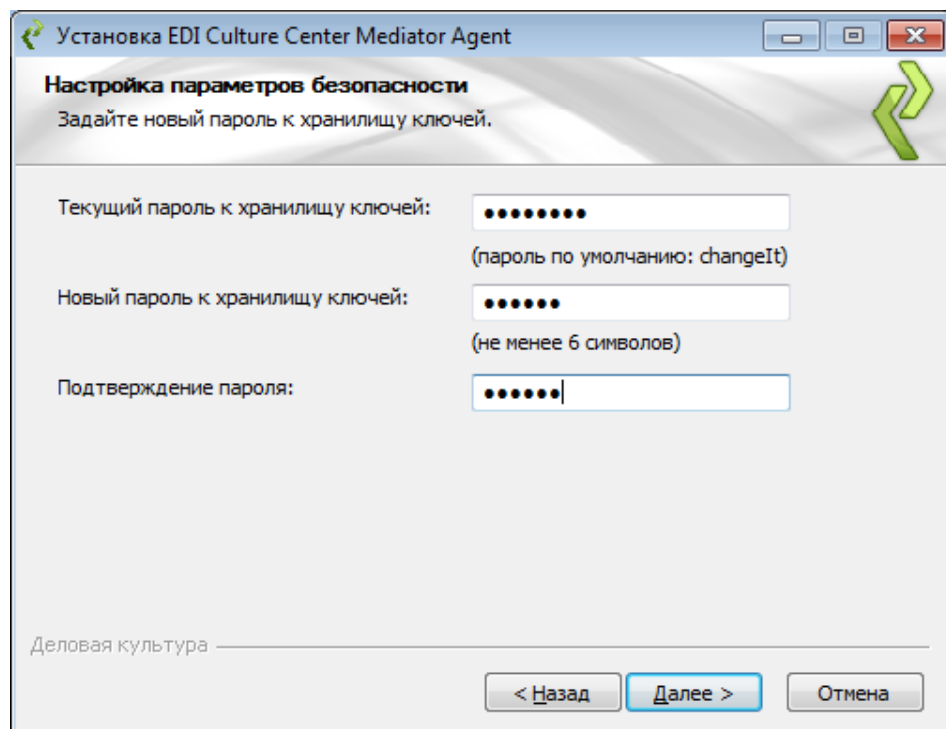 Установка EDI Culture Center Mediator Agent
Настройка параметров безопасности
Задайте новый пароль к хранилищу ключей.
Текущий пароль к хранилищу ключей: ••••••••
(пароль по умолчанию: changeIt)
Новый пароль к хранилищу ключей: ••••••
(не менее 6 символов)
Подтверждение пароля: ••••••
Деловая культура
< Назад Далее > Отмена